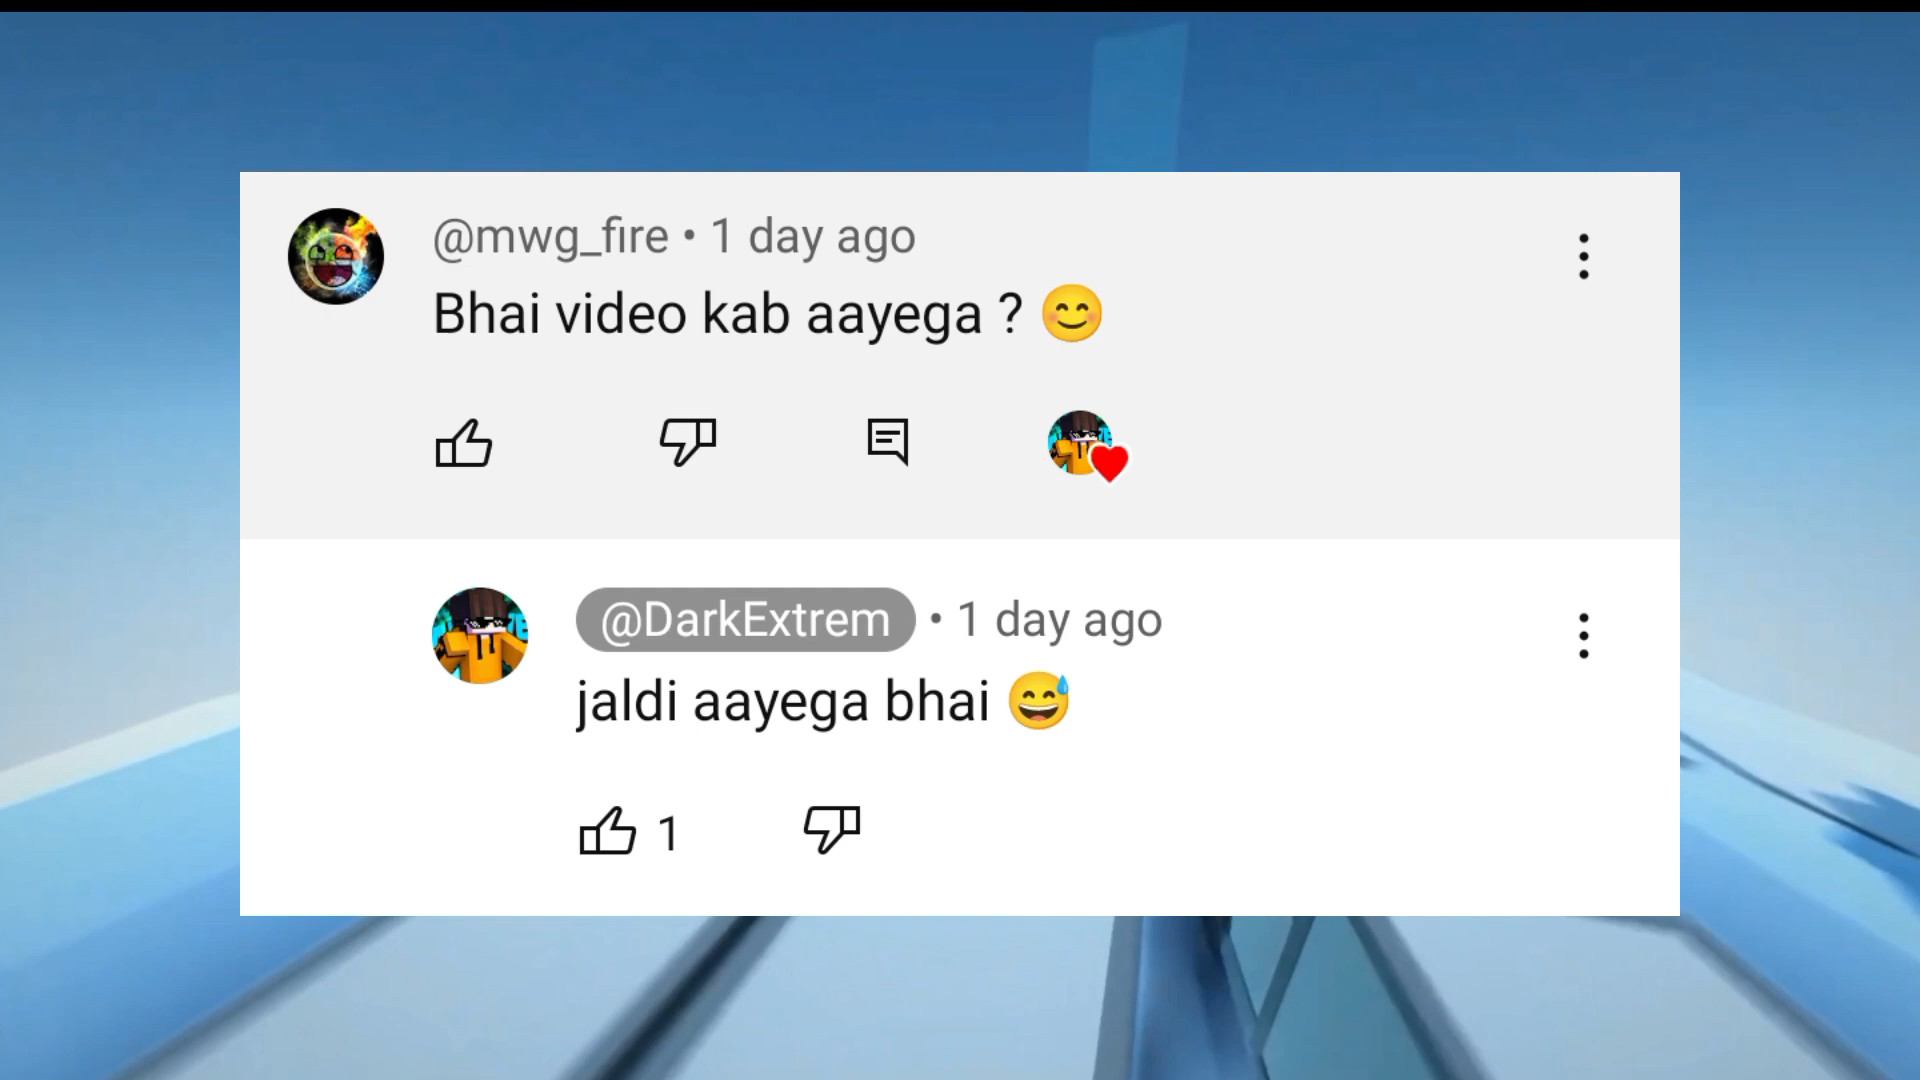 @mwg_fire • 1 day ago
Bhai video kab aayega ? 😊
@DarkExtrem • 1 day ago
jaldi aayega bhai 😅
1